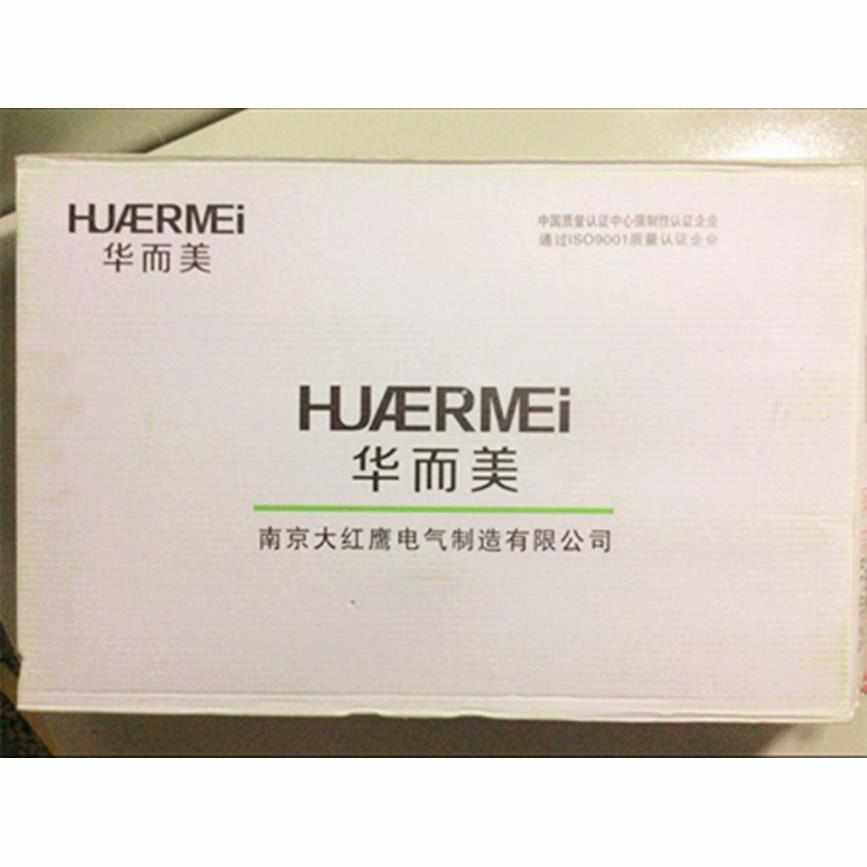 HUAERMEi
华而美
中国质量认证中心强制性认证企业
通过ISO9001质量认证企业
HUAERMEi
华而美
南京大红鹰电气制造有限公司